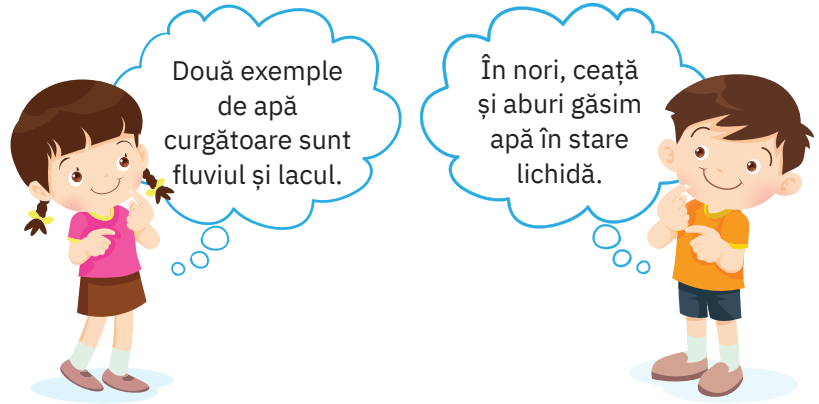 Două exemple
de apă
curgătoare sunt
fluviul și lacul.
În nori, ceață
și aburi găsim
apă în stare
lichidă.